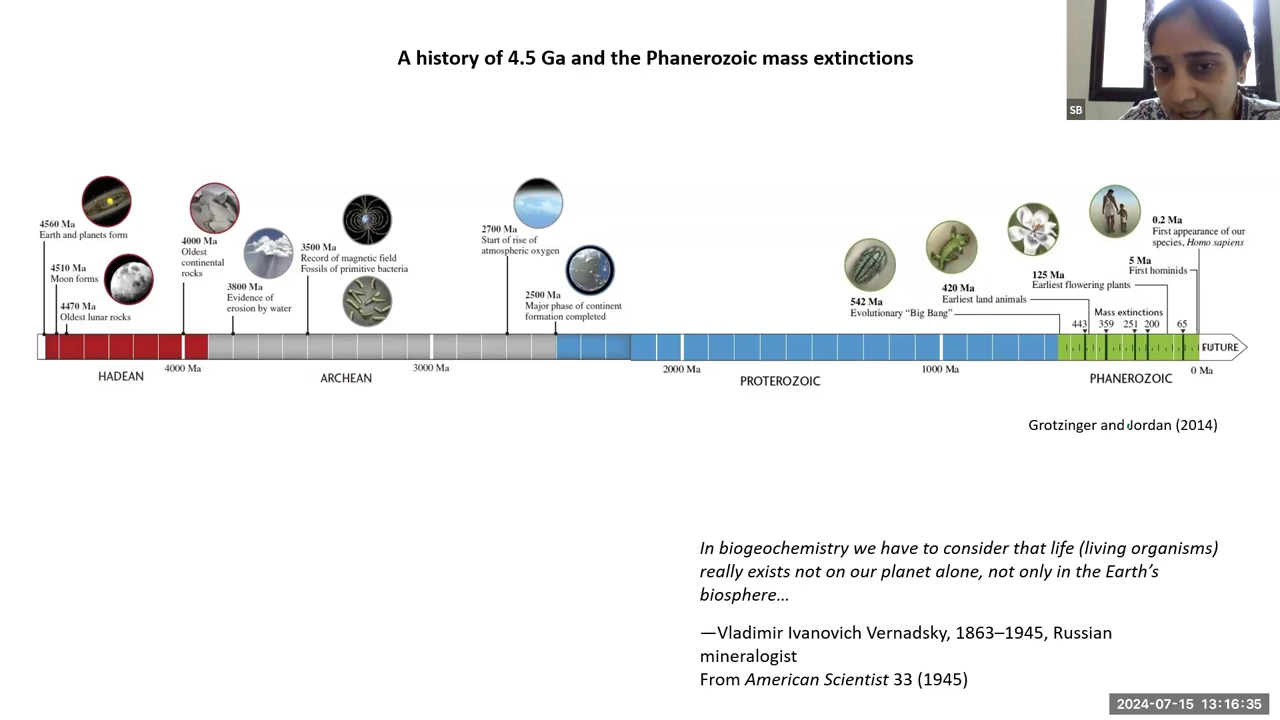 A history of 4.5 Ga and the Phanerozoic mass extinctions
SB
4560 Ma
Earth and planets form
4510 Ma
Moon forms
4470 Ma
Oldest lunar rocks
4000 Ma
Oldest
continental
rocks
3800 Ma
Evidence of
erosion by water
3500 Ma
Record of magnetic field
Fossils of primitive bacteria
2700 Ma
Start of rise of
atmospheric oxygen
2500 Ma
Major phase of continent
formation completed
542 Ma
Evolutionary “Big Bang”
420 Ma
Earliest land animals
125 Ma
Earliest flowering plants
0.2 Ma
First appearance of our
species, Homo sapiens
5 Ma
First hominids
Mass extinctions
443 359 251 200 65
FUTURE
4000 Ma 3000 Ma 2000 Ma 1000 Ma 0 Ma
HADEAN ARCHEAN PROTEROZOIC PHANEROZOIC
Grotzinger and Jordan (2014)
In biogeochemistry we have to consider that life (living organisms)
really exists not on our planet alone, not only in the Earth’s
biosphere…
—Vladimir Ivanovich Vernadsky, 1863–1945, Russian
mineralogist
From American Scientist 33 (1945)
2024-07-15 13:16:35